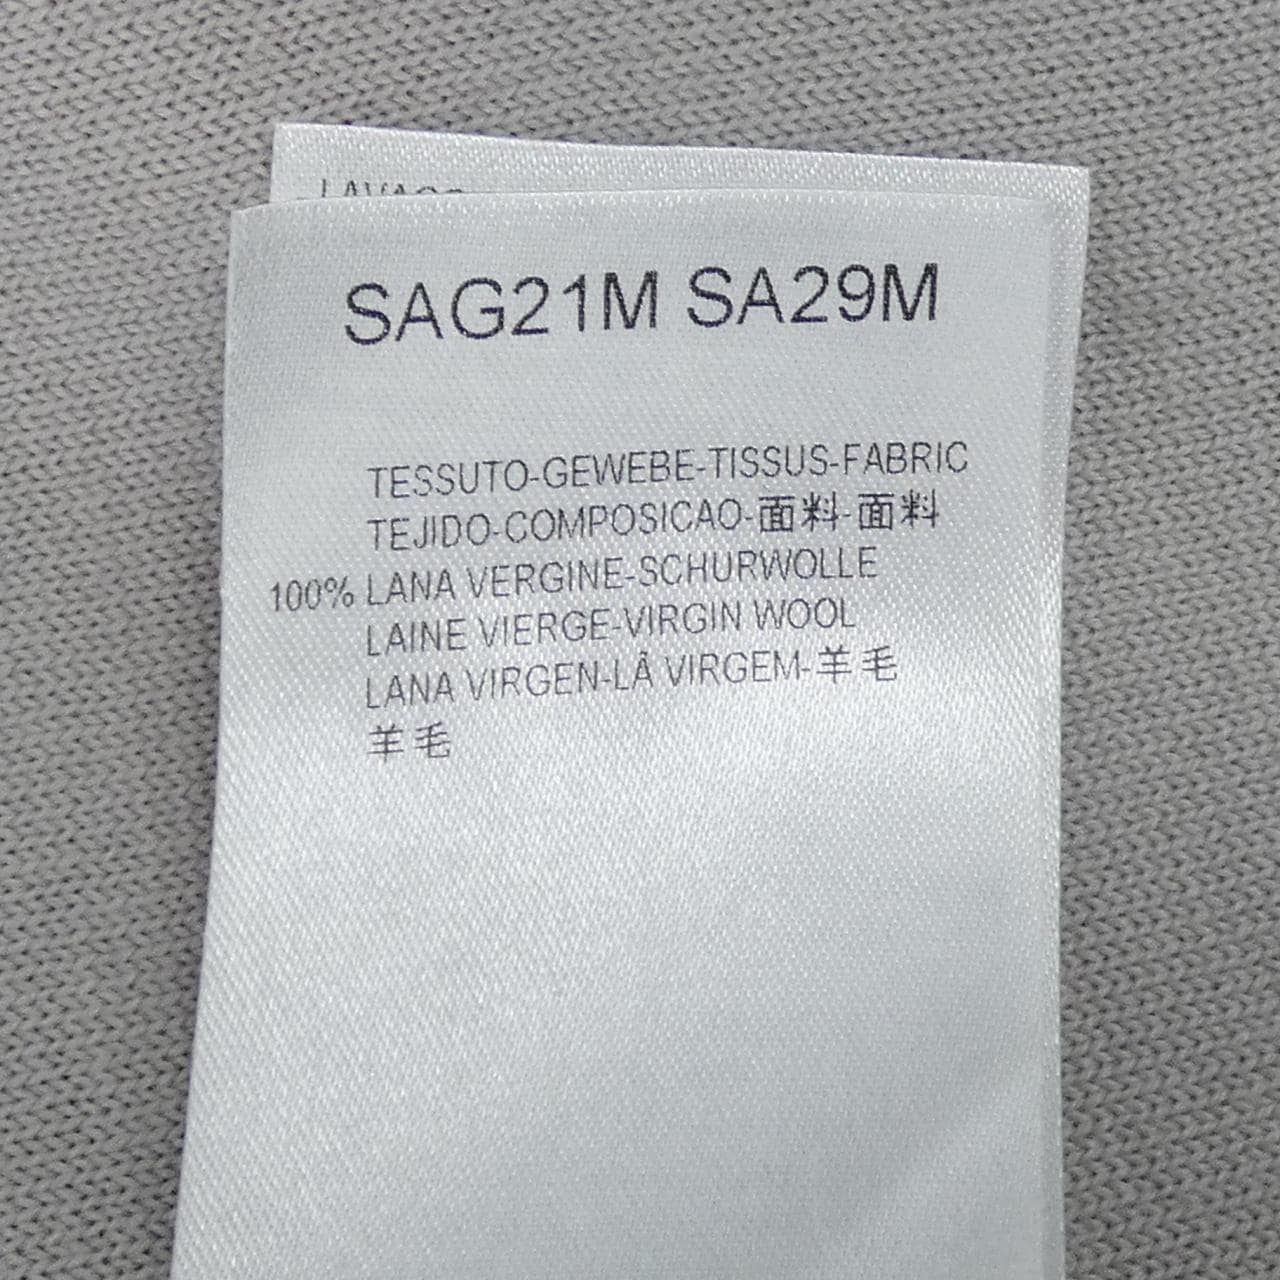 SAG21M SA29M
TESSUTO-GEWEBE-TISSUS-FABRIC
TEJIDO-COMPOSICAO-面料-面料
100% LANA VERGINE-SCHURWOLLE
LAINE VIERGE-VIRGIN WOOL
LANA VIRGEN-LÃ VIRGEM-羊毛
羊毛